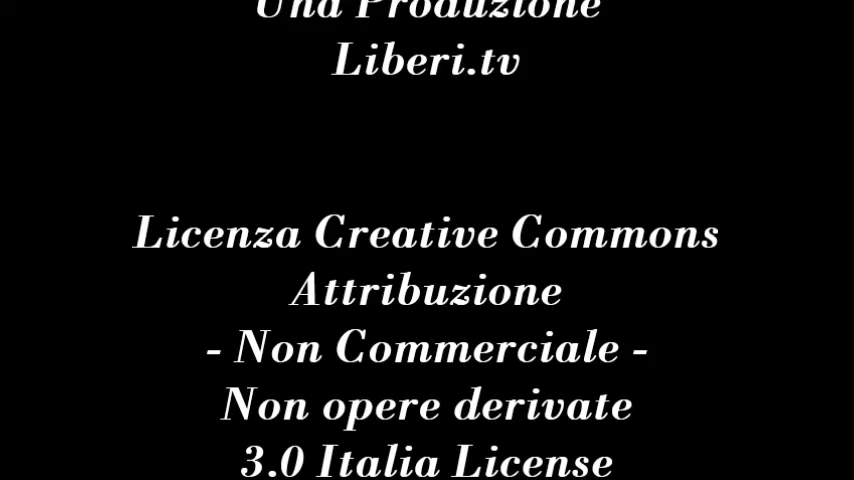 Una Produzione
Liberi.tv
Licenza Creative Commons
Attribuzione
- Non Commerciale -
Non opere derivate
3.0 Italia License